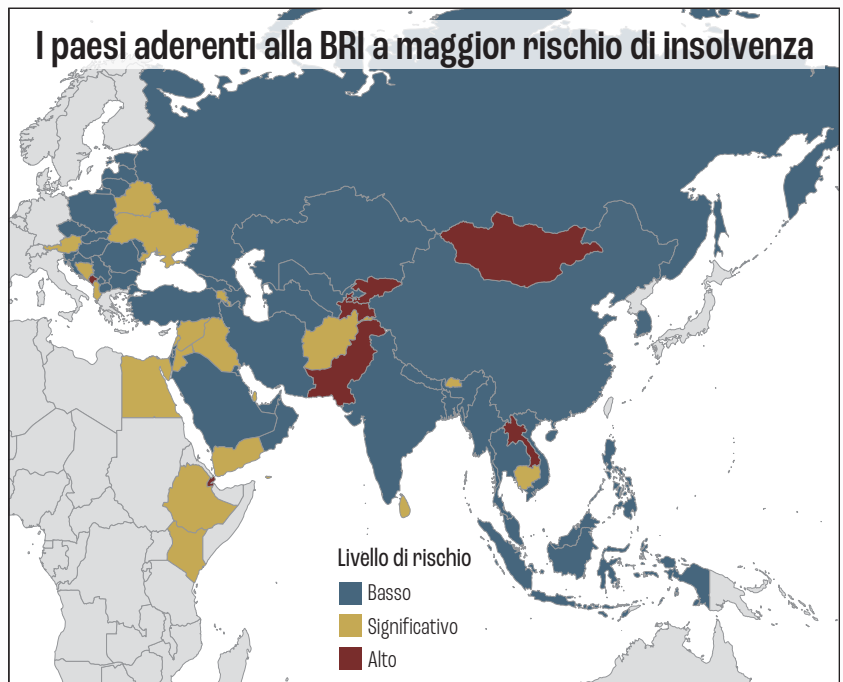 I paesi aderenti alla BRI a maggior rischio di insolvenza
Livello di rischio
Basso
Significativo
Alto